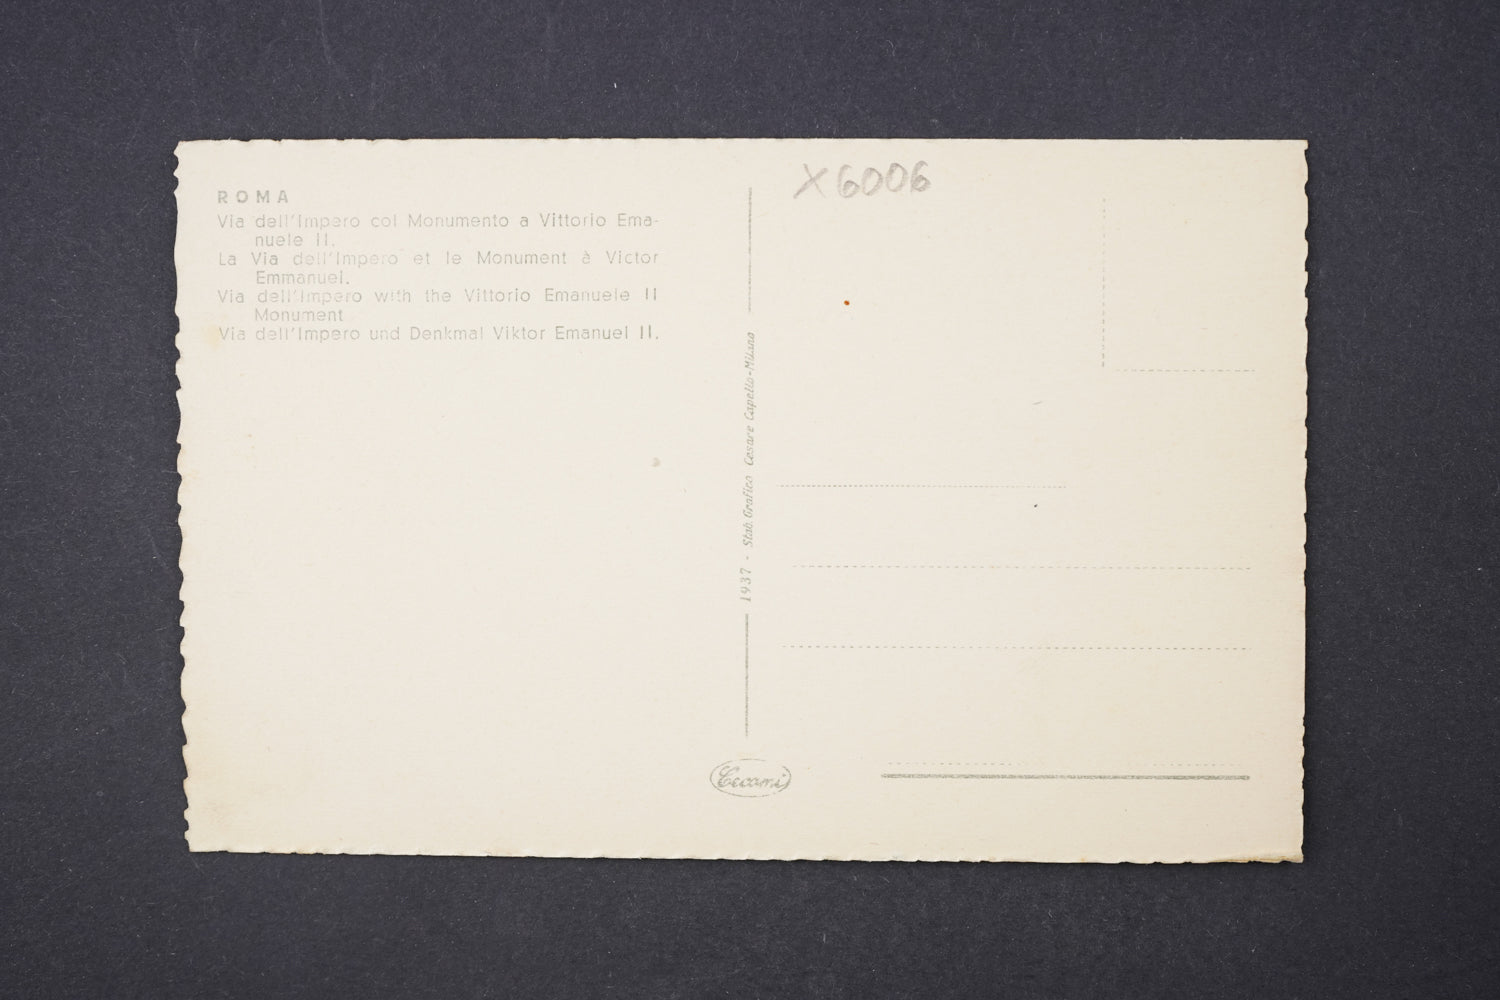 ROMA
Via dell'Impero col Monumento a Vittorio Ema-
nuele II.
La Via dell'Impero et le Monument à Victor
Emmanuel.
Via dell'Impero with the Vittorio Emanuele II
Monument
Via dell'Impero und Denkmal Viktor Emanuel II.
1937 - Stab. Grafico Cesare Capello-Milano
Cecami
X6006